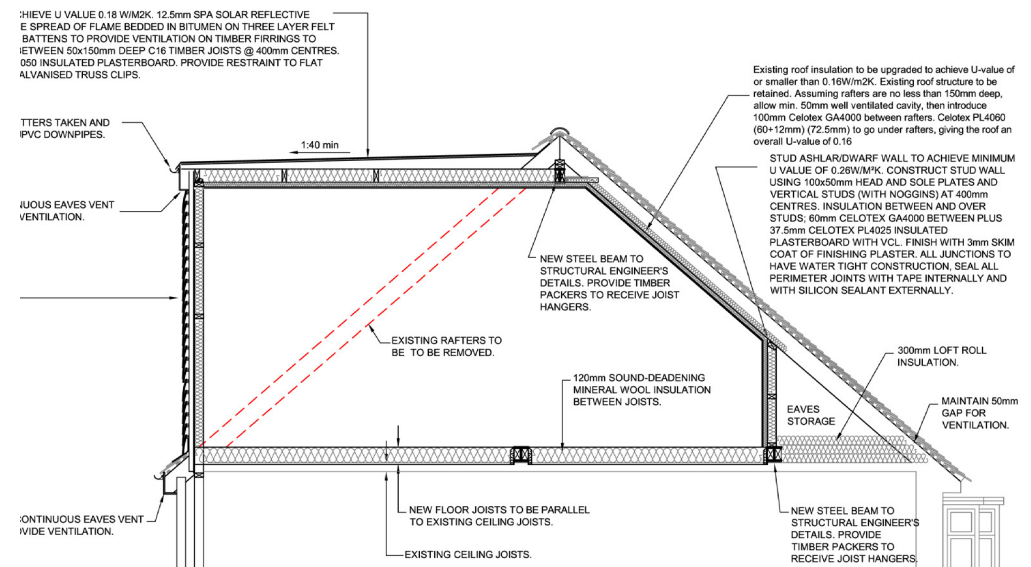 HIEVE U VALUE 0.18 W/M2K. 12.5mm SPA SOLAR REFLECTIVE
E SPREAD OF FLAME BEDDED IN BITUMEN ON THREE LAYER FELT
BATTENS TO PROVIDE VENTILATION ON TIMBER FIRRINGS TO
ETWEEN 50x150mm DEEP C16 TIMBER JOISTS @ 400mm CENTRES.
050 INSULATED PLASTERBOARD. PROVIDE RESTRAINT TO FLAT
ALVANISED TRUSS CLIPS.
TTERS TAKEN AND
UPVC DOWNPIPES.
NUOUS EAVES VENT
VENTILATION.
CONTINUOUS EAVES VENT
OVIDE VENTILATION.
1:40 min
EXISTING RAFTERS TO
BE TO BE REMOVED.
NEW STEEL BEAM TO
STRUCTURAL ENGINEER'S
DETAILS. PROVIDE TIMBER
PACKERS TO RECEIVE JOIST
HANGERS.
120mm SOUND-DEADENING
MINERAL WOOL INSULATION
BETWEEN JOISTS.
NEW FLOOR JOISTS TO BE PARALLEL
TO EXISTING CEILING JOISTS.
EXISTING CEILING JOISTS.
Existing roof insulation to be upgraded to achieve U-value of
or smaller than 0.16W/m2K. Existing roof structure to be
retained. Assuming rafters are no less than 150mm deep,
allow min. 50mm well ventilated cavity, then introduce
100mm Celotex GA4000 between rafters. Celotex PL4060
(60+12mm) (72.5mm) to go under rafters, giving the roof an
overall U-value of 0.16
STUD ASHLAR/DWARF WALL TO ACHIEVE MINIMUM
U VALUE OF 0.26W/M²K. CONSTRUCT STUD WALL
USING 100x50mm HEAD AND SOLE PLATES AND
VERTICAL STUDS (WITH NOGGINS) AT 400mm
CENTRES. INSULATION BETWEEN AND OVER
STUDS; 60mm CELOTEX GA4000 BETWEEN PLUS
37.5mm CELOTEX PL4025 INSULATED
PLASTERBOARD WITH VCL. FINISH WITH 3mm SKIM
COAT OF FINISHING PLASTER. ALL JUNCTIONS TO
HAVE WATER TIGHT CONSTRUCTION, SEAL ALL
PERIMETER JOINTS WITH TAPE INTERNALLY AND
WITH SILICON SEALANT EXTERNALLY.
300mm LOFT ROLL
INSULATION.
EAVES
STORAGE
MAINTAIN 50mm
GAP FOR
VENTILATION.
NEW STEEL BEAM TO
STRUCTURAL ENGINEER'S
DETAILS. PROVIDE
TIMBER PACKERS TO
RECEIVE JOIST HANGERS.